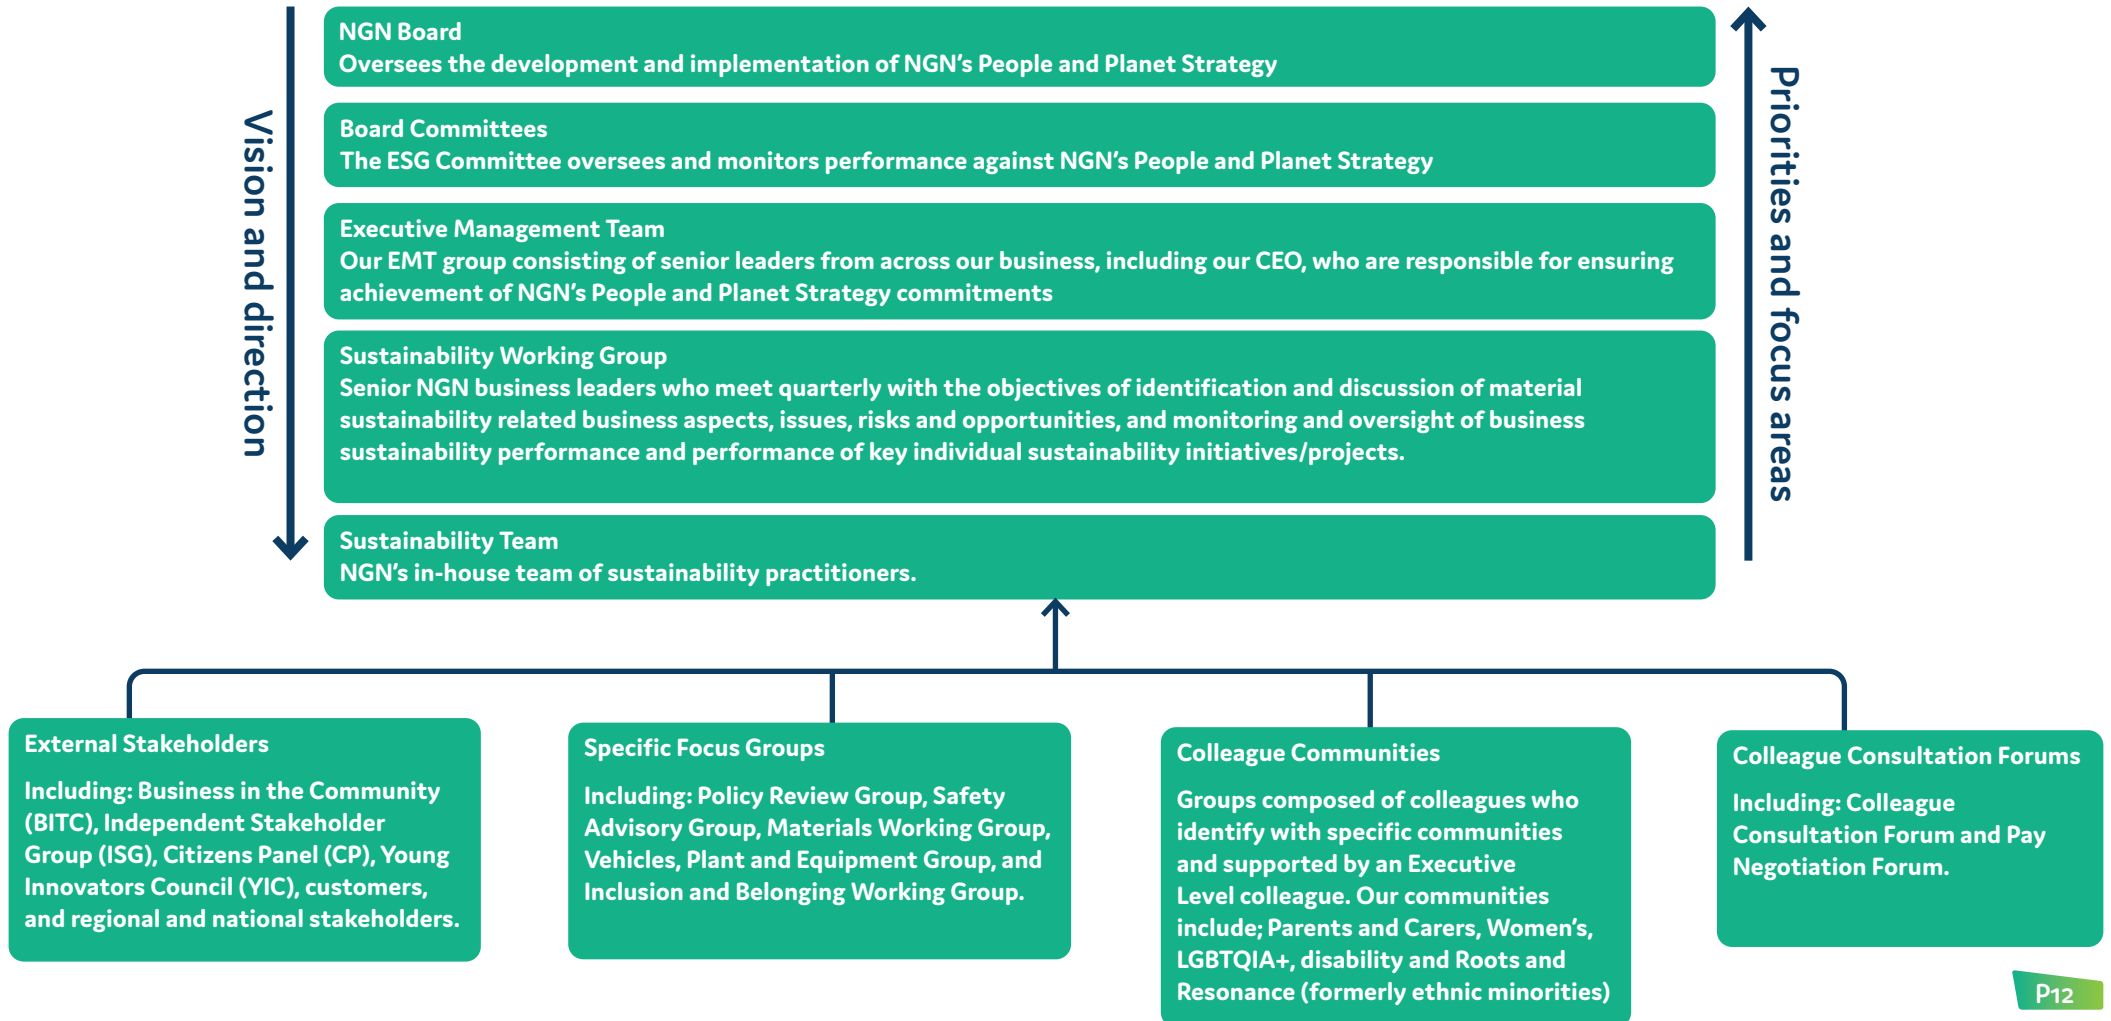 NGN Board
Oversees the development and implementation of NGN's People and Planet Strategy
Board Committees
The ESG Committee oversees and monitors performance against NGN's People and Planet Strategy
Executive Management Team
Our EMT group consisting of senior leaders from across our business, including our CEO, who are responsible for ensuring
achievement of NGN's People and Planet Strategy commitments
Sustainability Working Group
Senior NGN business leaders who meet quarterly with the objectives of identification and discussion of material
sustainability related business aspects, issues, risks and opportunities, and monitoring and oversight of business
sustainability performance and performance of key individual sustainability initiatives/projects.
Sustainability Team
NGN's in-house team of sustainability practitioners.
Vision and direction
Priorities and focus areas
External Stakeholders
Including: Business in the Community
(BITC), Independent Stakeholder
Group (ISG), Citizens Panel (CP), Young
Innovators Council (YIC), customers,
and regional and national stakeholders.
Specific Focus Groups
Including: Policy Review Group, Safety
Advisory Group, Materials Working Group,
Vehicles, Plant and Equipment Group, and
Inclusion and Belonging Working Group.
Colleague Communities
Groups composed of colleagues who
identify with specific communities
and supported by an Executive
Level colleague. Our communities
include; Parents and Carers, Women's,
LGBTQIA+, disability and Roots and
Resonance (formerly ethnic minorities)
Colleague Consultation Forums
Including: Colleague
Consultation Forum and Pay
Negotiation Forum.
P12